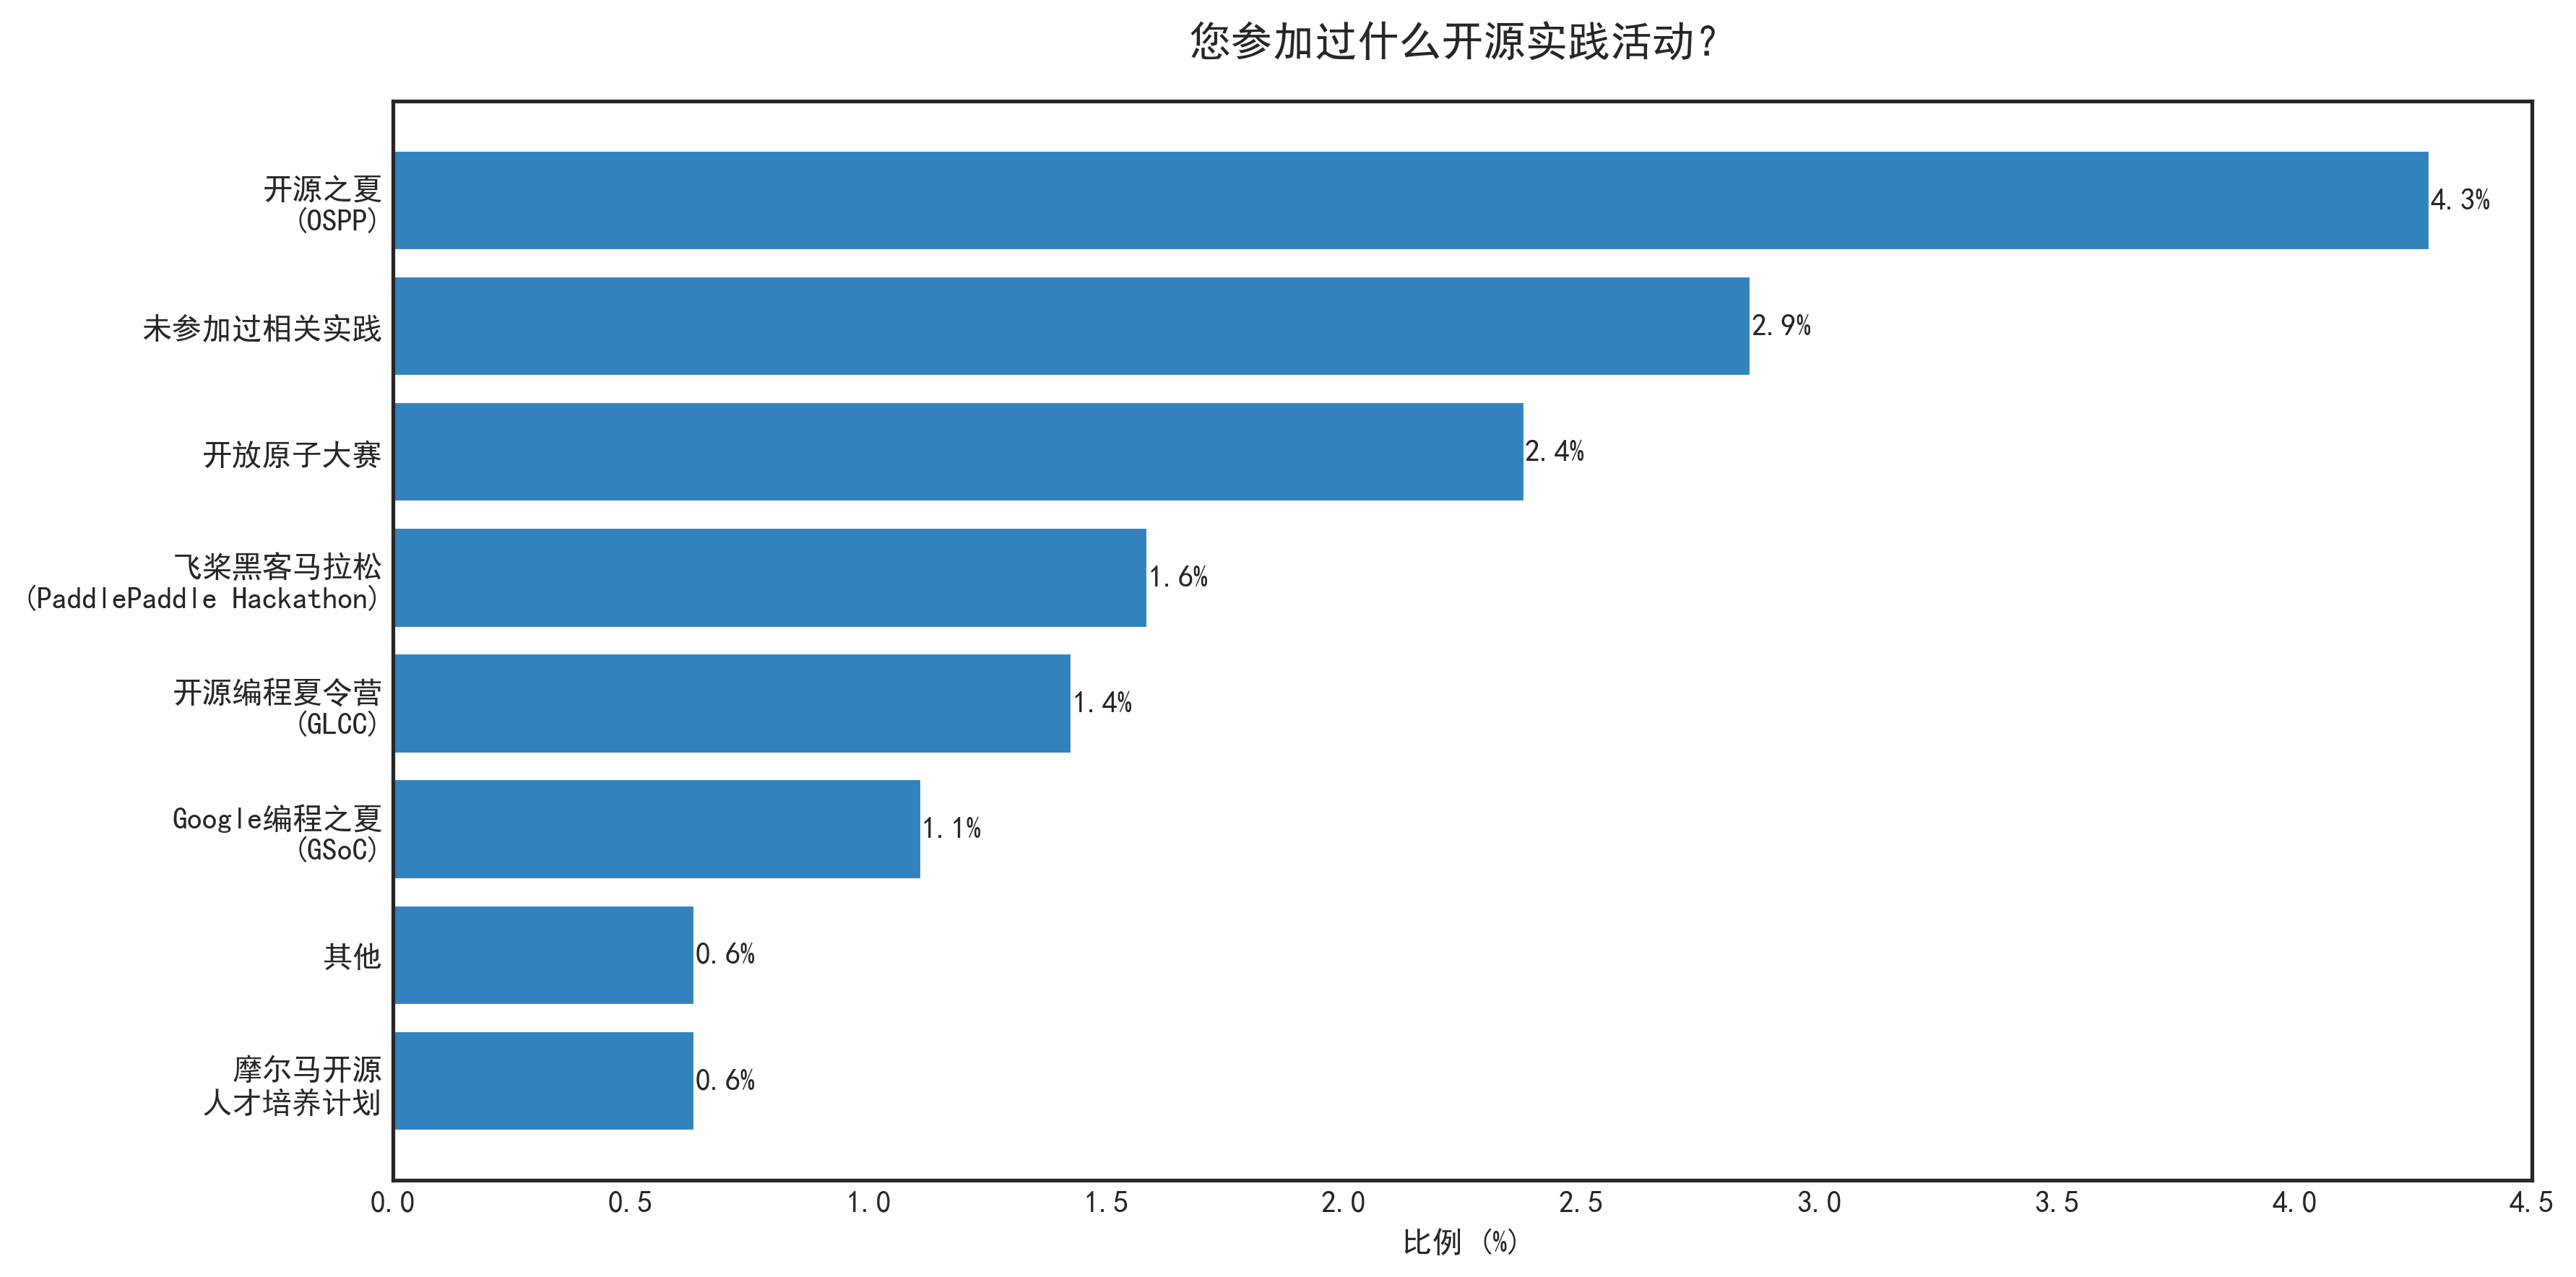 您参加过什么开源实践活动？
开源之夏
(OSPP)
4.3%
未参加过相关实践
2.9%
开放原子大赛
2.4%
飞桨黑客马拉松
(PaddlePaddle Hackathon)
1.6%
开源编程夏令营
(GLCC)
1.4%
Google编程之夏
(GSoC)
1.1%
其他
0.6%
摩尔马开源
人才培养计划
0.6%
0.0 0.5 1.0 1.5 2.0 2.5 3.0 3.5 4.0 4.5
比例 (%)